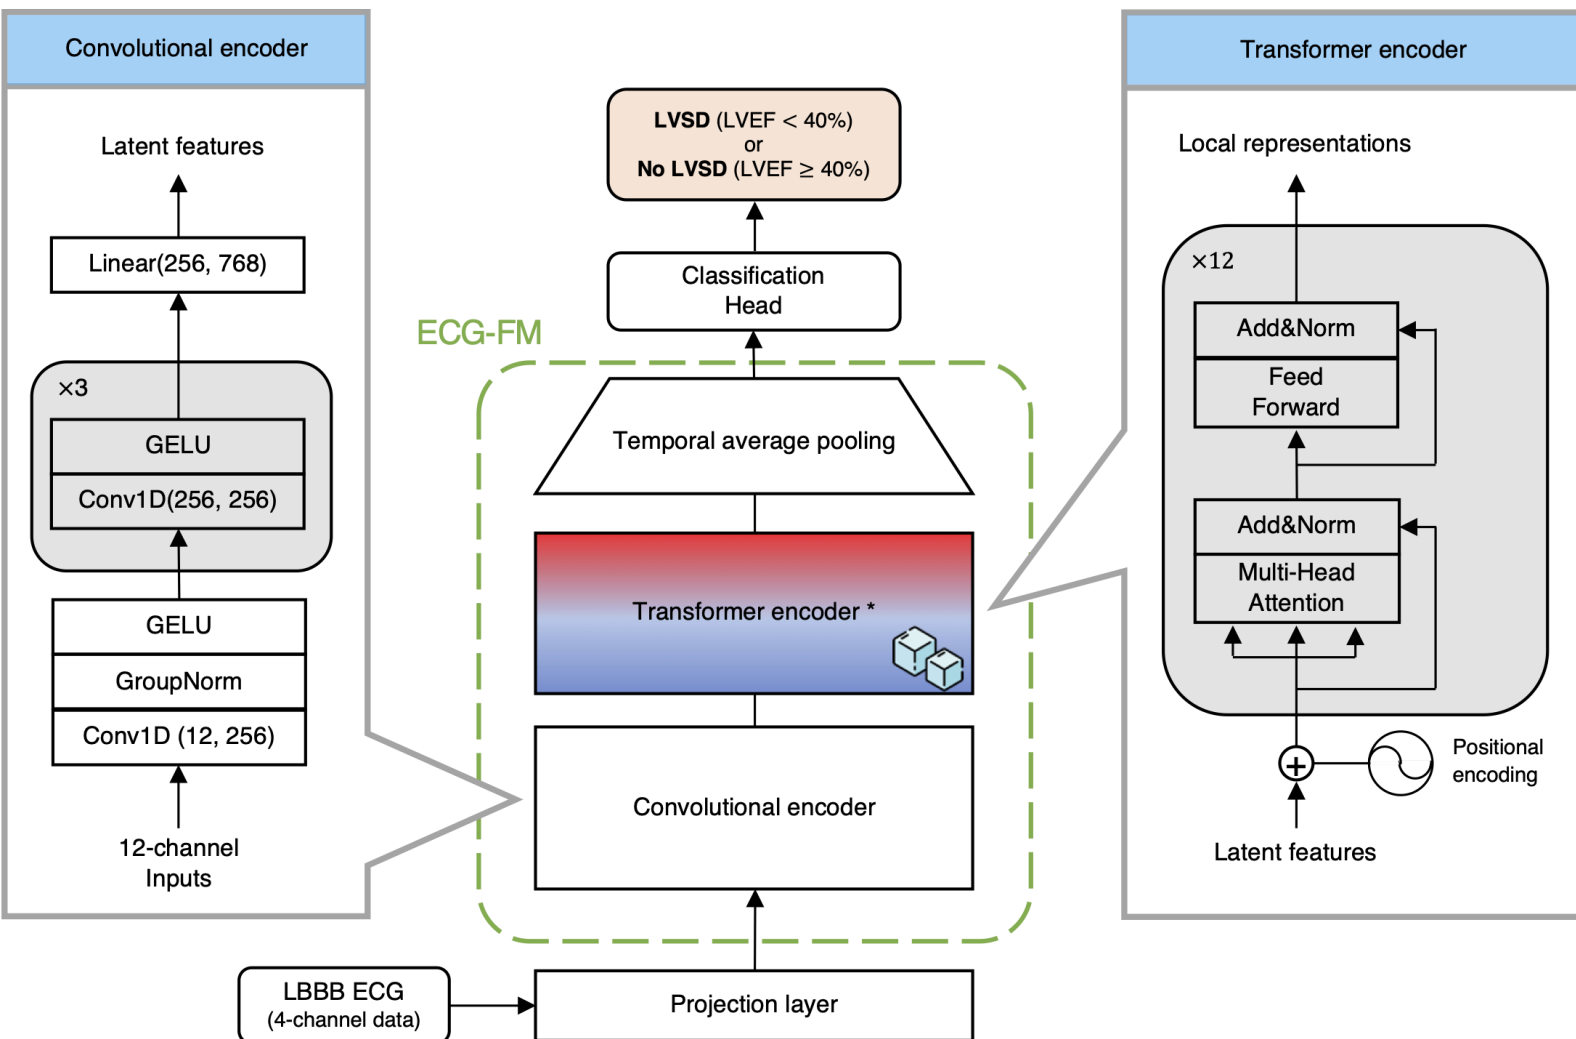 Convolutional encoder
Latent features
Linear(256, 768)
×3
GELU
Conv1D(256, 256)
GELU
GroupNorm
Conv1D (12, 256)
12-channel
Inputs
LVSD (LVEF < 40%)
or
No LVSD (LVEF ≥ 40%)
Classification
Head
ECG-FM
Temporal average pooling
Transformer encoder *
Convolutional encoder
LBBB ECG
(4-channel data)
Projection layer
Transformer encoder
Local representations
×12
Add&Norm
Feed
Forward
Add&Norm
Multi-Head
Attention
+
Positional
encoding
Latent features